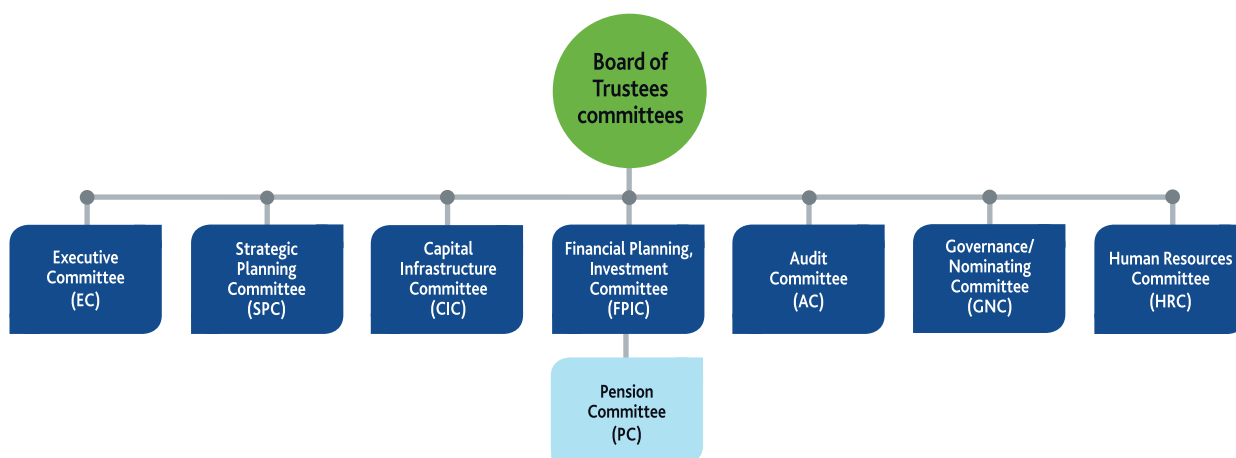 Board of
Trustees
committees
Executive
Committee
(EC)
Strategic
Planning
Committee
(SPC)
Capital
Infrastructure
Committee
(CIC)
Financial Planning,
Investment
Committee
(FPIC)
Audit
Committee
(AC)
Governance/
Nominating
Committee
(GNC)
Human Resources
Committee
(HRC)
Pension
Committee
(PC)